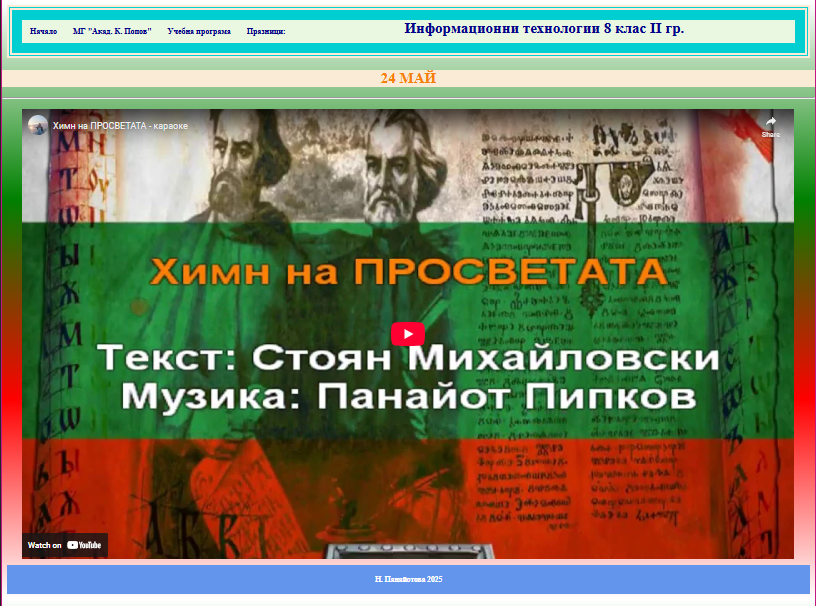 Начало МГ "Акад. К. Попов" Учебна програма Празници: Информационни технологии 8 клас II гр.
24 МАЙ
Химн на ПРОСВЕТАТА - караоке
Share
Химн на ПРОСВЕТАТА
Текст: Стоян Михайловски
Музика: Панайот Пипков
Watch on YouTube
Н. Панайотова 2025